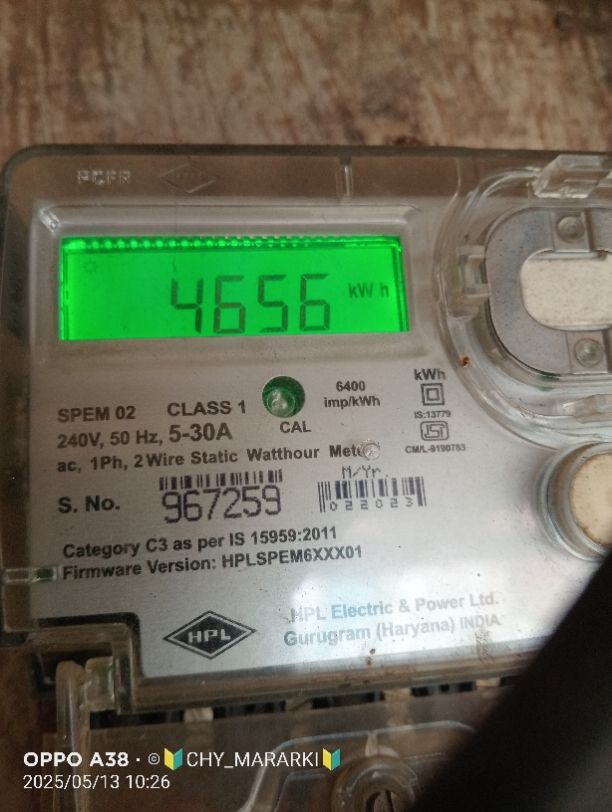 4656 kWh
SPEM 02 CLASS 1
6400
imp/kWh
kWh
CAL
IS:13779
240V, 50 Hz, 5-30A
CM/L-9190783
ac, 1Ph, 2 Wire Static Watthour Meter
M/Yr
S. No. 967259
022023
Category C3 as per IS 15959:2011
Firmware Version: HPLSPEM6XXX01
HPL Electric & Power Ltd.
Gurugram (Haryana) INDIA
HPL
OPPO A38 · ©🔰CHY_MARARKI🔰
2025/05/13 10:26